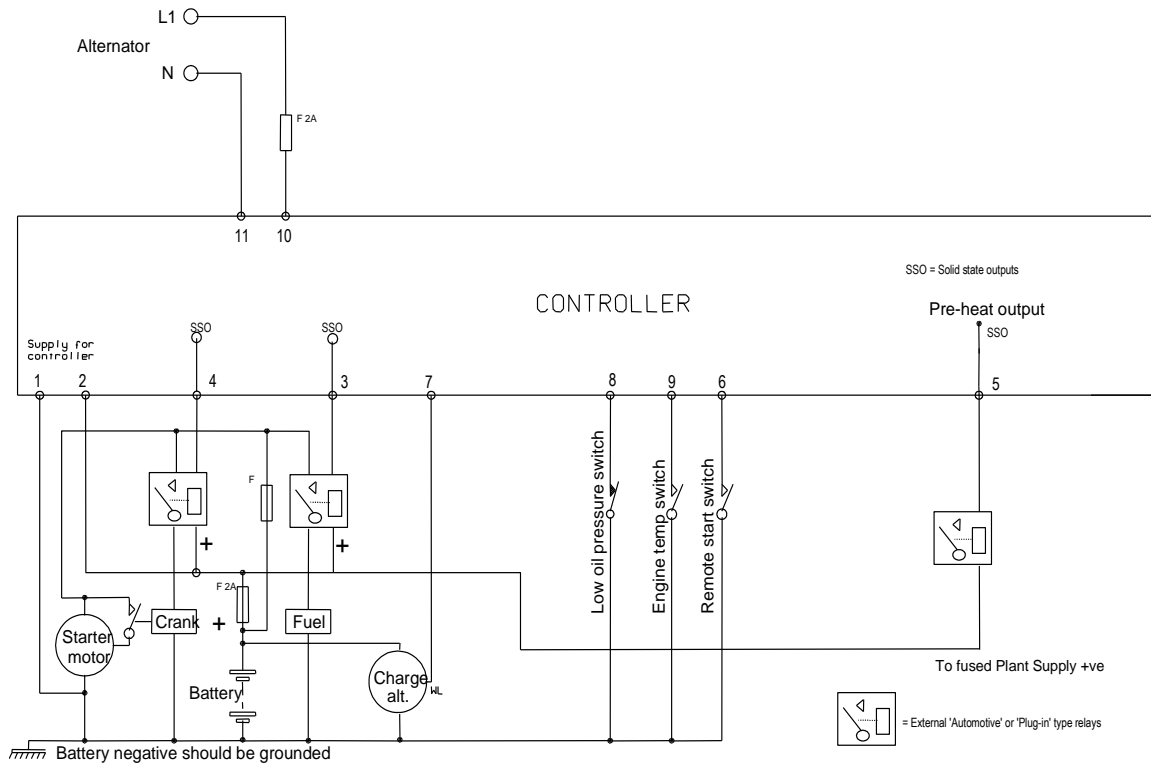 L1
Alternator
N
F 2A
11
10
SSO = Solid state outputs
CONTROLLER
Pre-heat output
SSO
SSO
SSO
Supply for
controller
1
2
4
3
7
8
9
6
5
Low oil pressure switch
Engine temp switch
Remote start switch
F
+
+
F 2A
Crank
+
Fuel
Starter
motor
Charge
alt.
WL
Battery
To fused Plant Supply +ve
= External 'Automotive' or 'Plug-in' type relays
Battery negative should be grounded